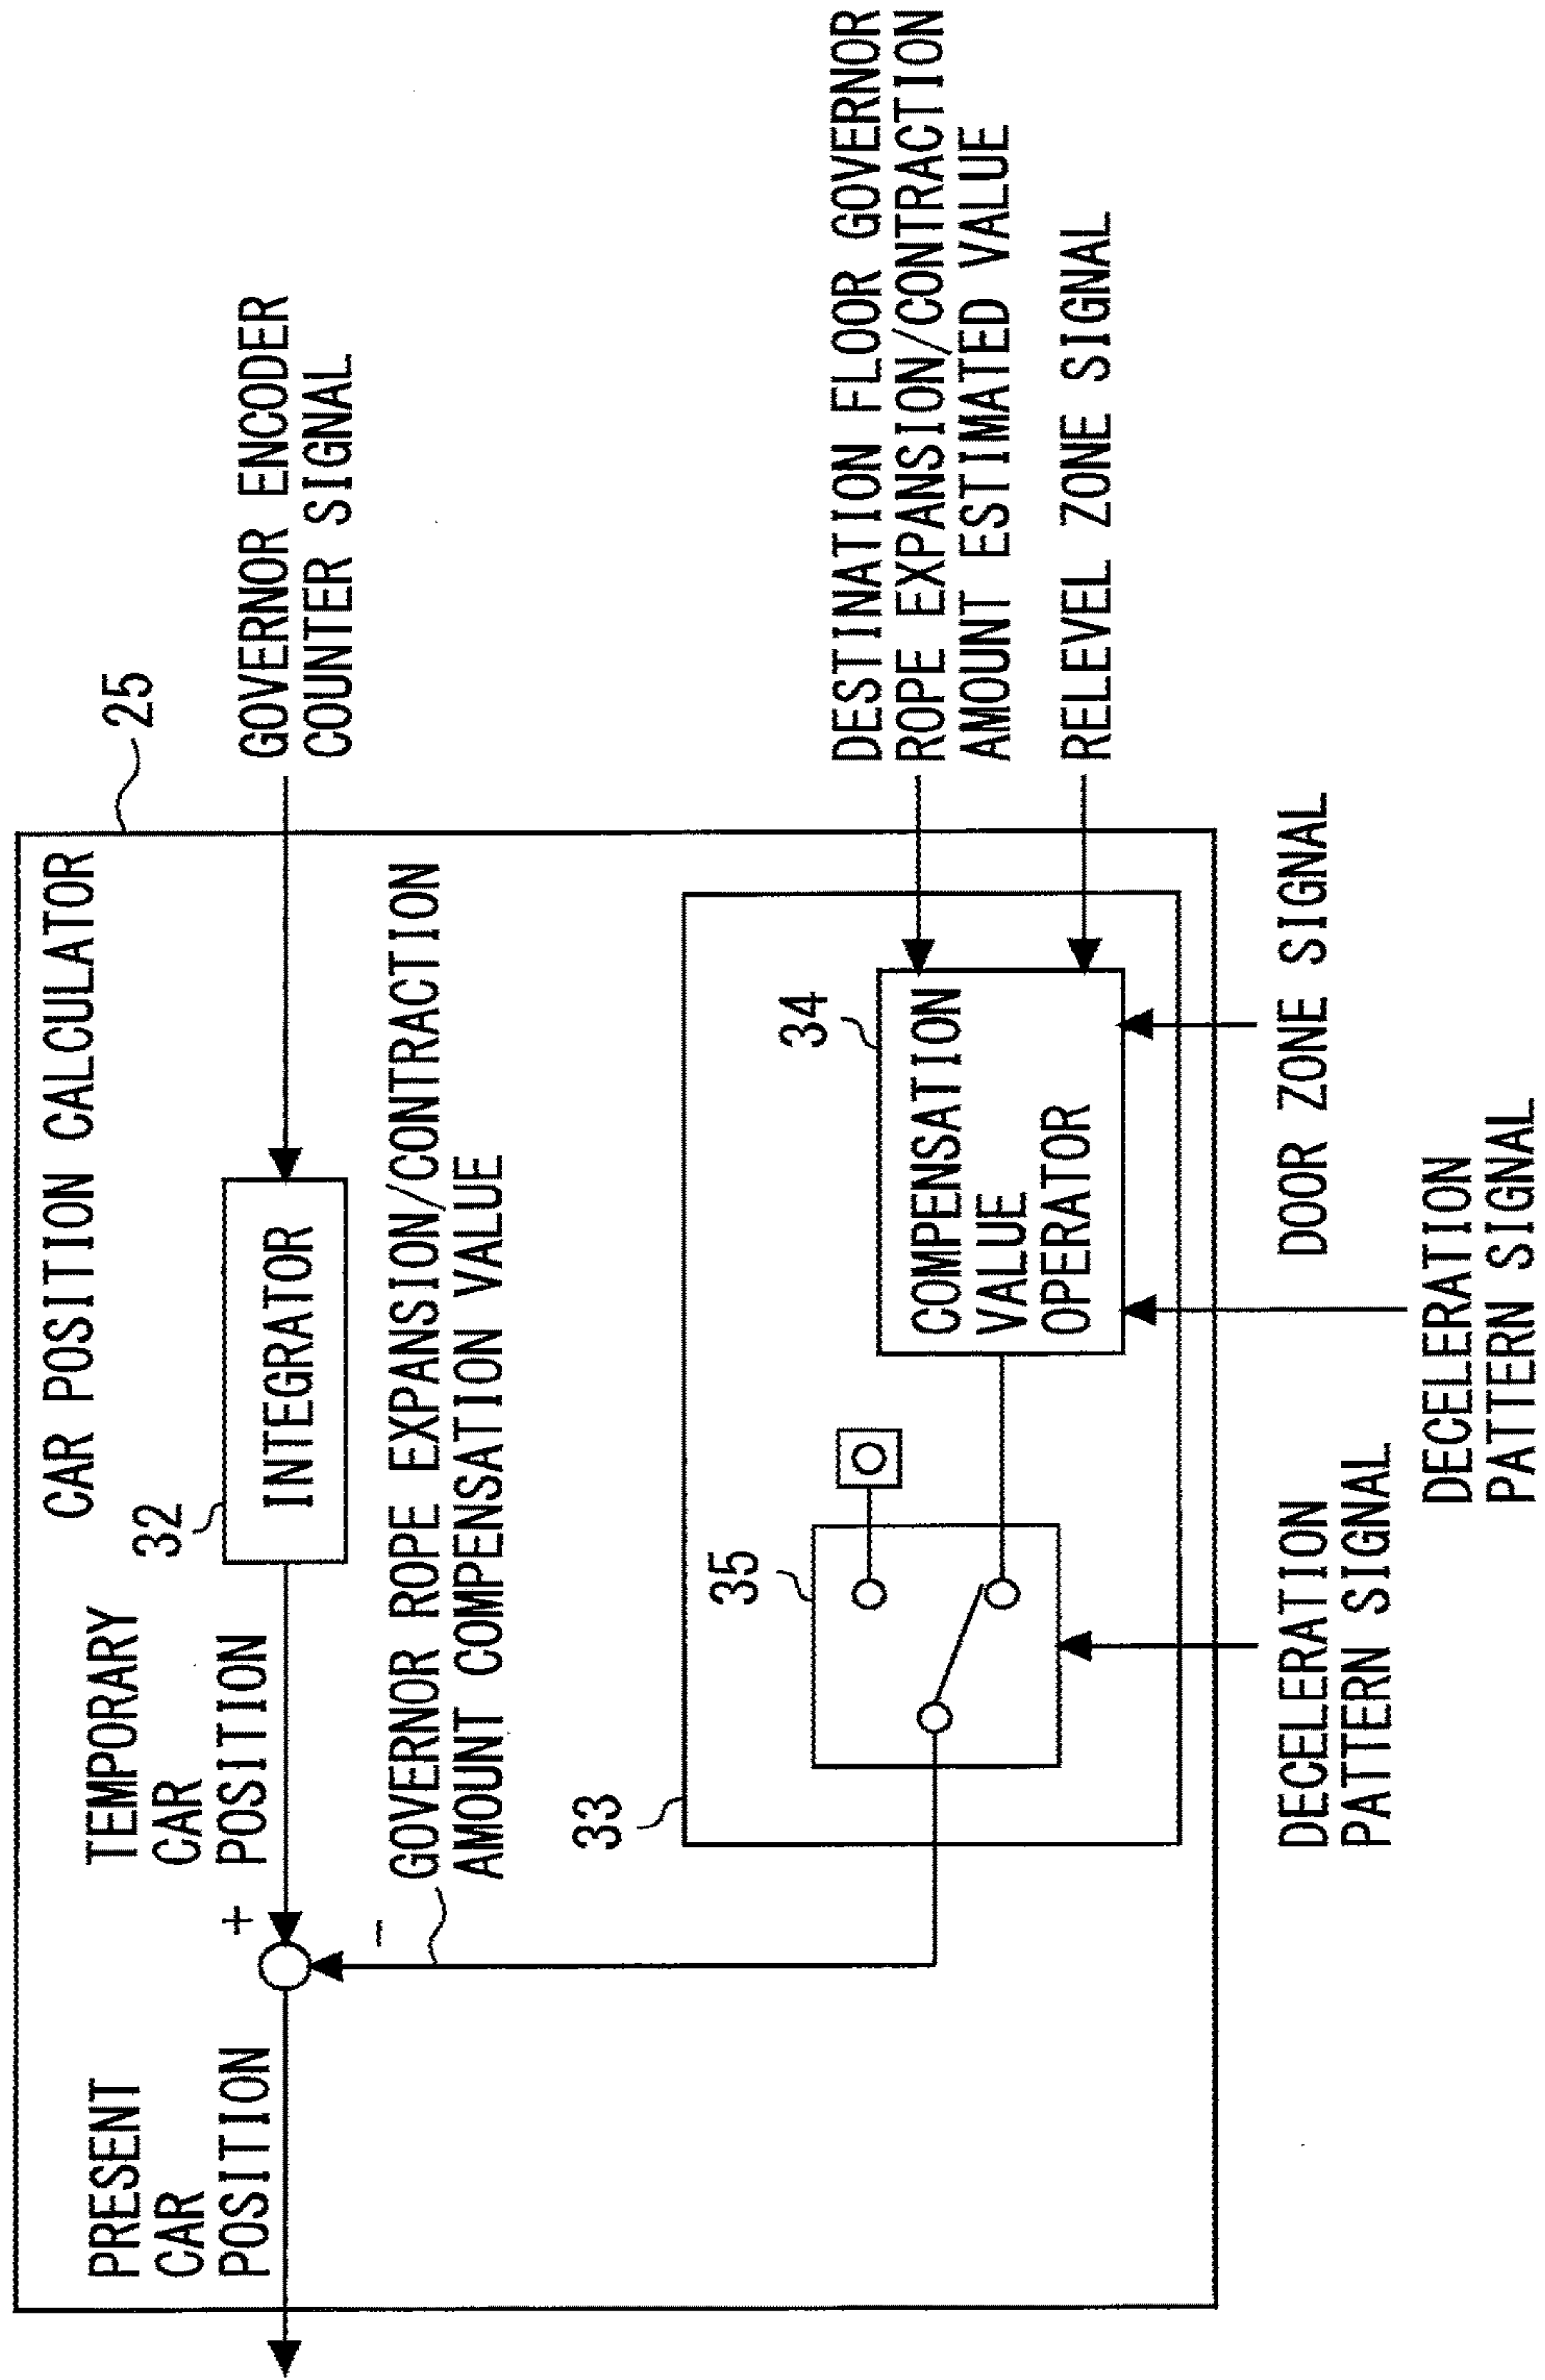 CAR POSITION CALCULATOR
25
PRESENT
CAR
POSITION
TEMPORARY
CAR
POSITION
+
32
INTEGRATOR
GOVERNOR ENCODER
COUNTER SIGNAL
-
GOVERNOR ROPE EXPANSION/CONTRACTION
AMOUNT COMPENSATION VALUE
33
35
0
34
COMPENSATION
VALUE
OPERATOR
DESTINATION FLOOR GOVERNOR
ROPE EXPANSION/CONTRACTION
AMOUNT ESTIMATED VALUE
RELEVEL ZONE SIGNAL
DECELERATION
PATTERN SIGNAL
DOOR ZONE SIGNAL
DECELERATION
PATTERN SIGNAL